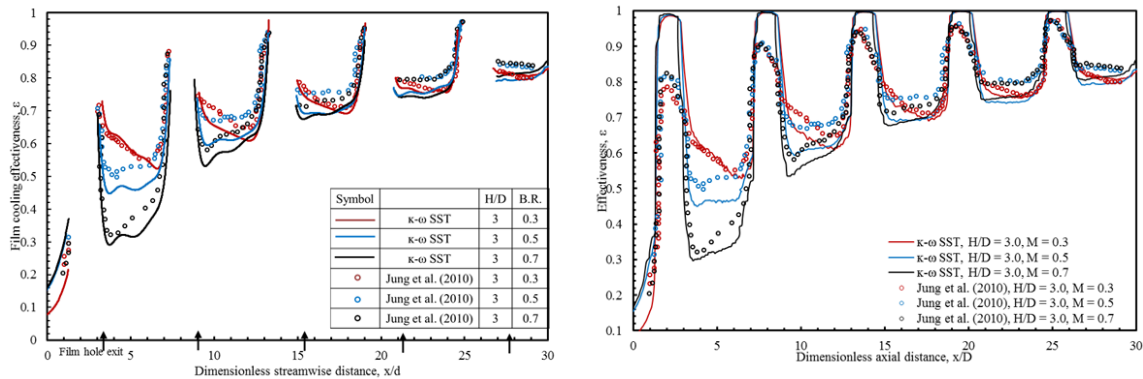 Film cooling effectiveness, ε
1
0.9
0.8
0.7
0.6
0.5
0.4
0.3
0.2
0.1
0
Symbol H/D B.R.
κ-ω SST 3 0.3
κ-ω SST 3 0.5
κ-ω SST 3 0.7
Jung et al. (2010) 3 0.3
Jung et al. (2010) 3 0.5
Jung et al. (2010) 3 0.7
Film hole exit
0 5 10 15 20 25 30
Dimensionless streamwise distance, x/d
Effectiveness, ε
1
0.9
0.8
0.7
0.6
0.5
0.4
0.3
0.2
0.1
κ-ω SST, H/D = 3.0, M = 0.3
κ-ω SST, H/D = 3.0, M = 0.5
κ-ω SST, H/D = 3.0, M = 0.7
Jung et al. (2010), H/D = 3.0, M = 0.3
Jung et al. (2010), H/D = 3.0, M = 0.5
Jung et al. (2010), H/D = 3.0, M = 0.7
0 5 10 15 20 25 30
Dimensionless axial distance, x/D